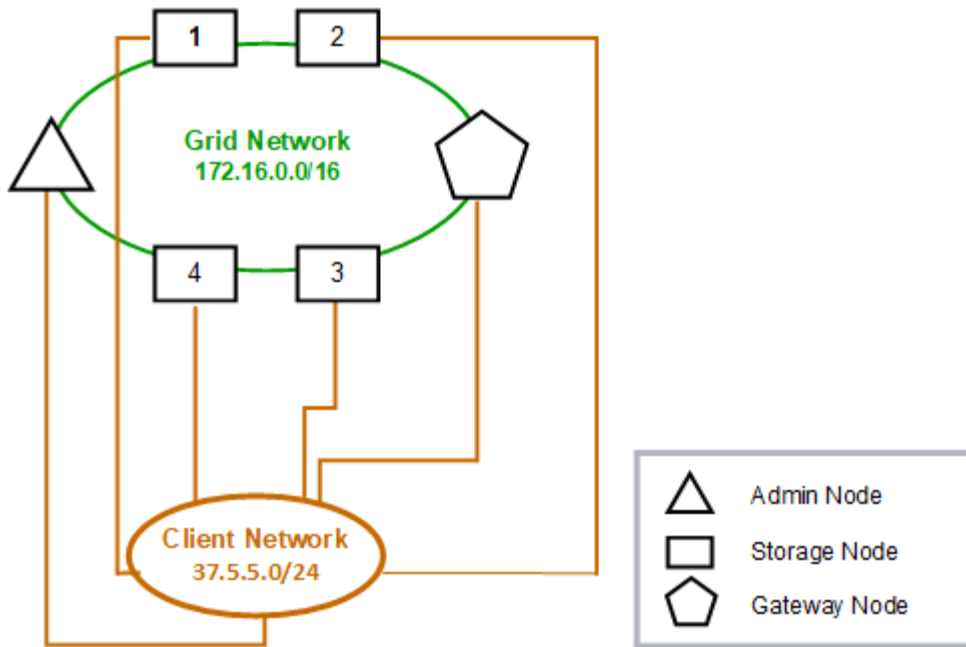 1
2
Grid Network
172.16.0.0/16
4
3
Client Network
37.5.5.0/24
Admin Node
Storage Node
Gateway Node